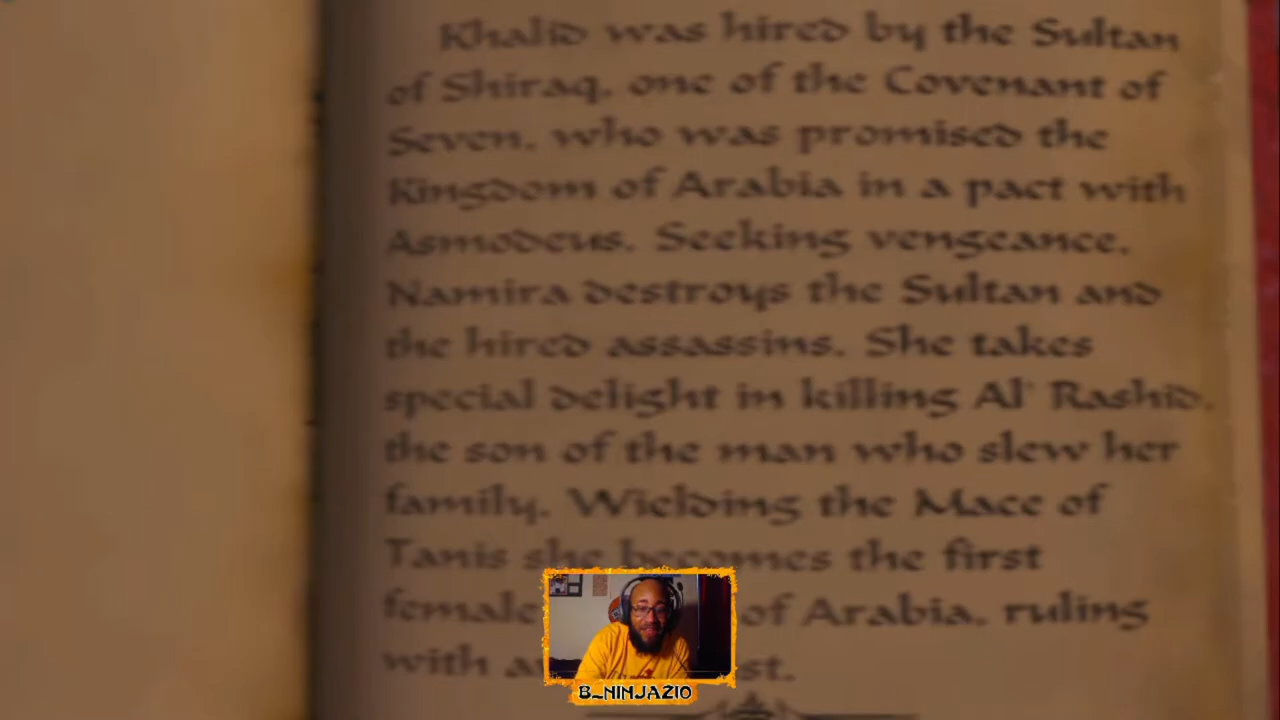 Khalid was hired by the Sultan
of Shiraq, one of the Covenant of
Seven, who was promised the
Kingdom of Arabia in a pact with
Asmodeus. Seeking vengeance,
Namira destroys the Sultan and
the hired assassins. She takes
special delight in killing Al' Rashid,
the son of the man who slew her
family. Wielding the Mace of
Tanis she becomes the first
female of Arabia, ruling
with
B_NINJAZIO